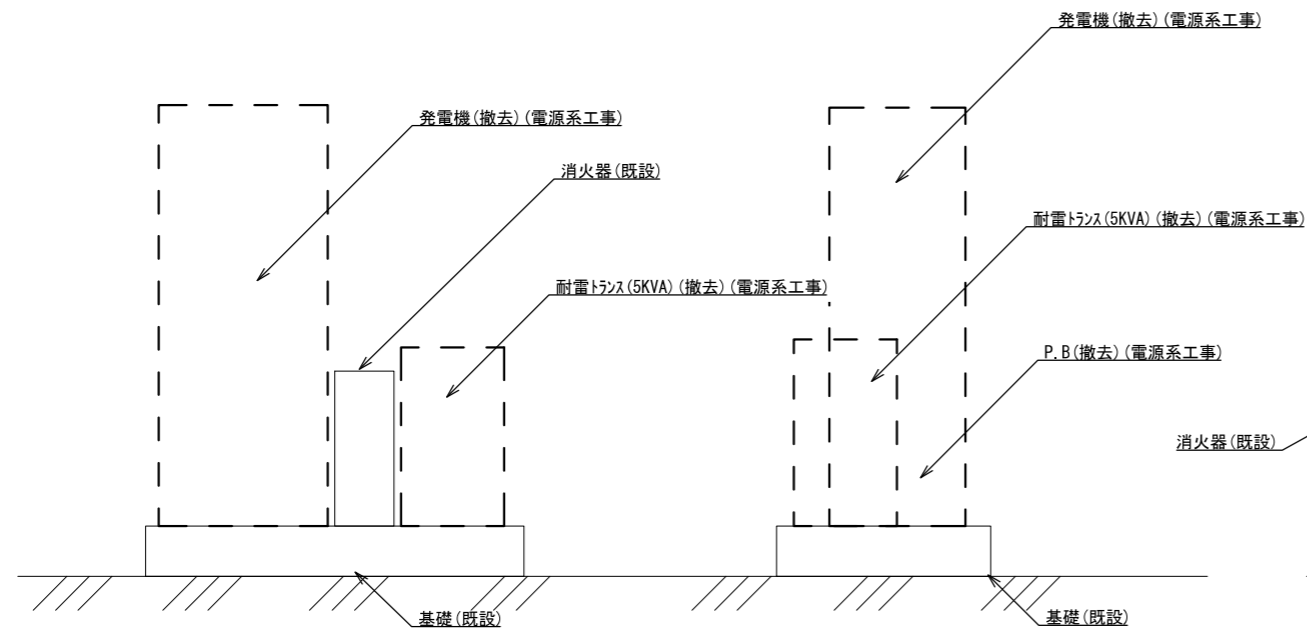 発電機(撤去)(電源系工事)
発電機(撤去)(電源系工事)
消火器(既設)
耐雷トランス(5KVA)(撤去)(電源系工事)
耐雷トランス(5KVA)(撤去)(電源系工事)
P.B(撤去)(電源系工事)
消火器(既設)
基礎(既設)
基礎(既設)